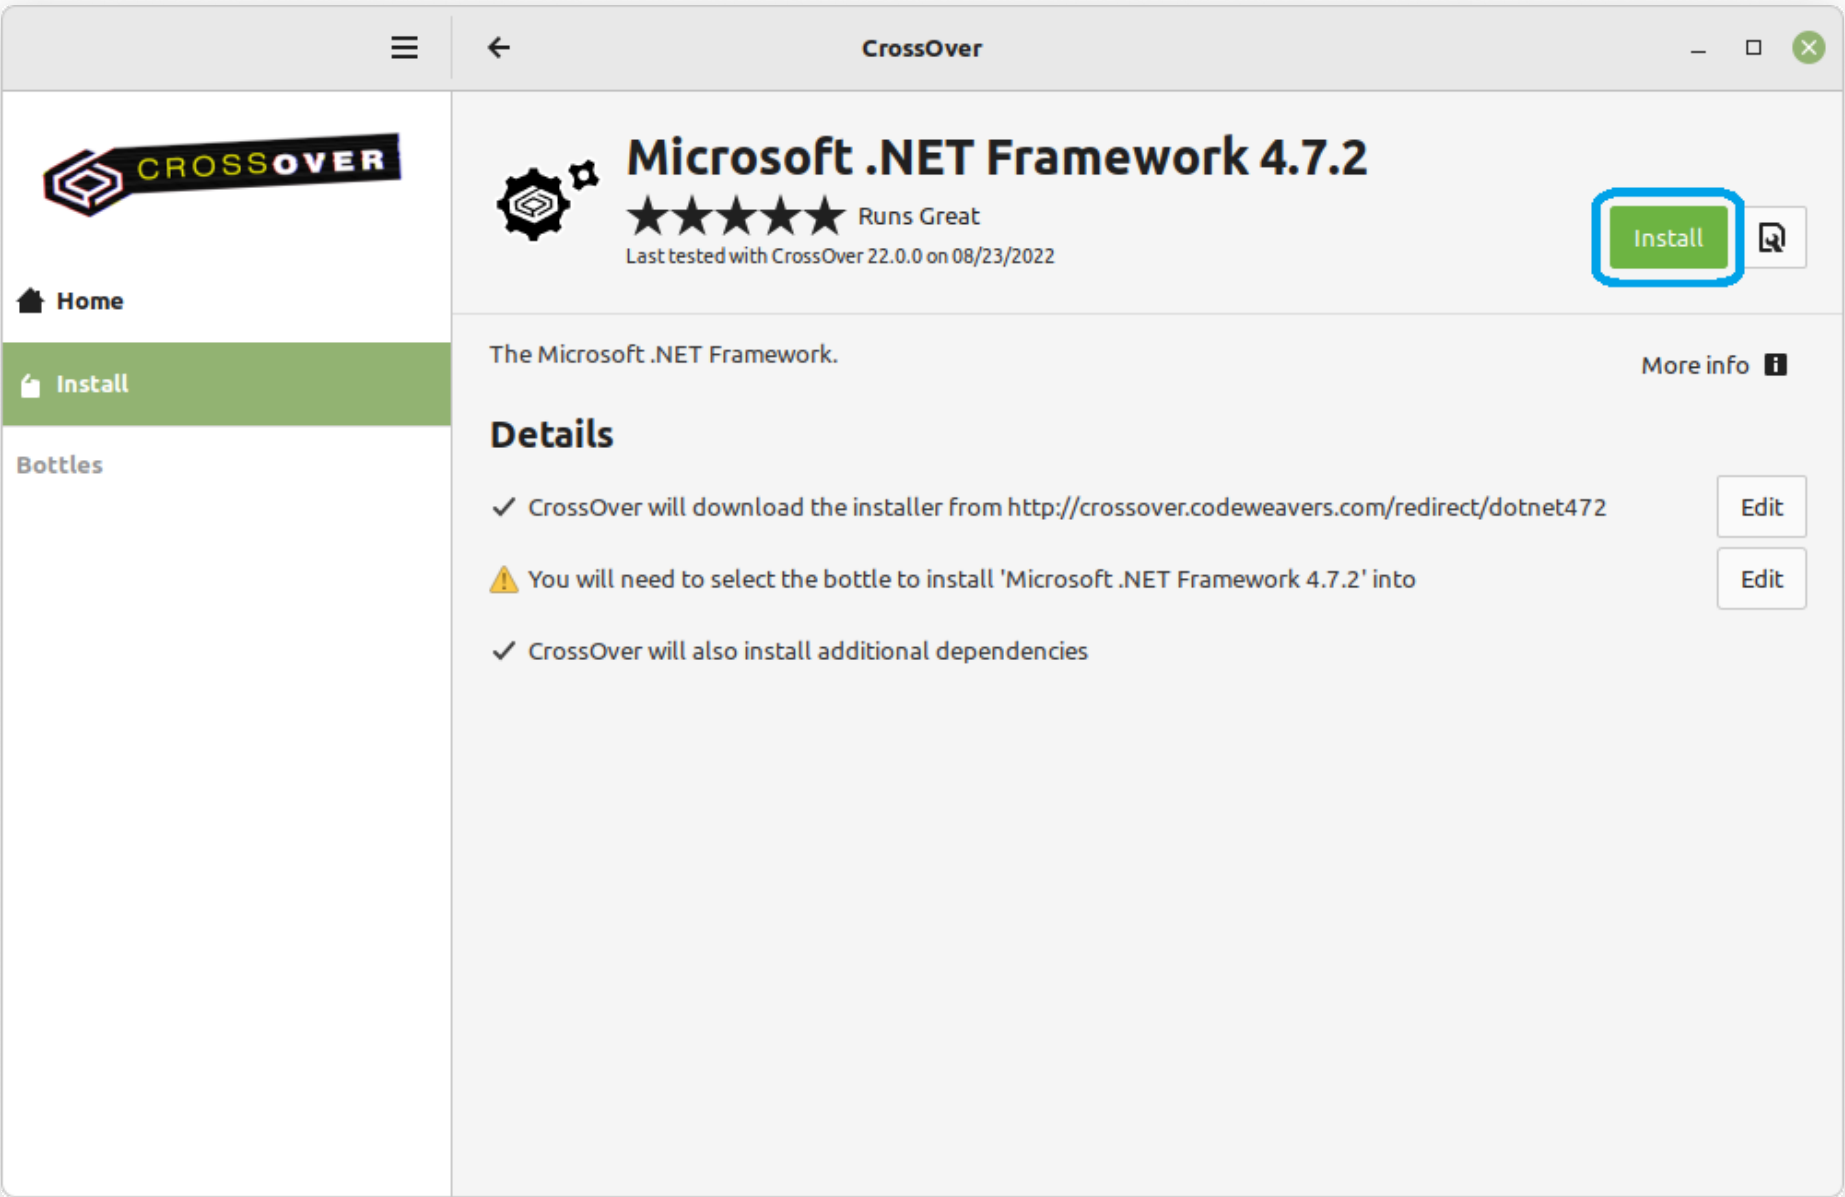 CrossOver
CROSSOVER
Home
Install
Bottles
Microsoft .NET Framework 4.7.2
Runs Great
Last tested with CrossOver 22.0.0 on 08/23/2022
Install
The Microsoft .NET Framework.
More info
Details
CrossOver will download the installer from http://crossover.codeweavers.com/redirect/dotnet472
Edit
You will need to select the bottle to install 'Microsoft .NET Framework 4.7.2' into
Edit
CrossOver will also install additional dependencies